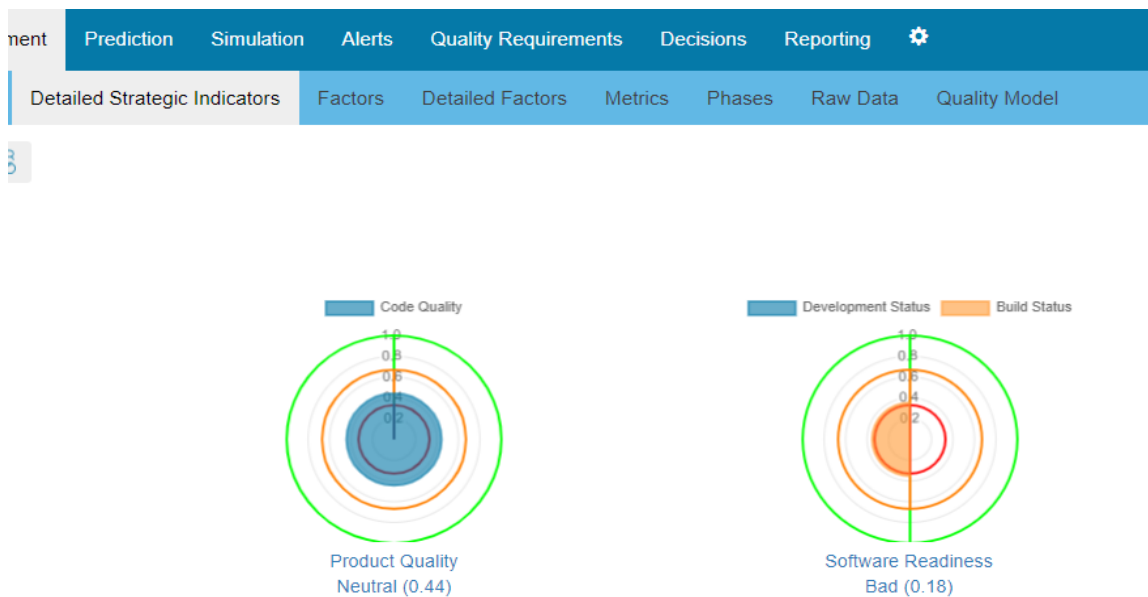 ment Prediction Simulation Alerts Quality Requirements Decisions Reporting
Detailed Strategic Indicators Factors Detailed Factors Metrics Phases Raw Data Quality Model
Code Quality
1.0
0.8
0.6
0.4
0.2
Product Quality
Neutral (0.44)
Development Status Build Status
1.0
0.8
0.6
0.4
0.2
Software Readiness
Bad (0.18)